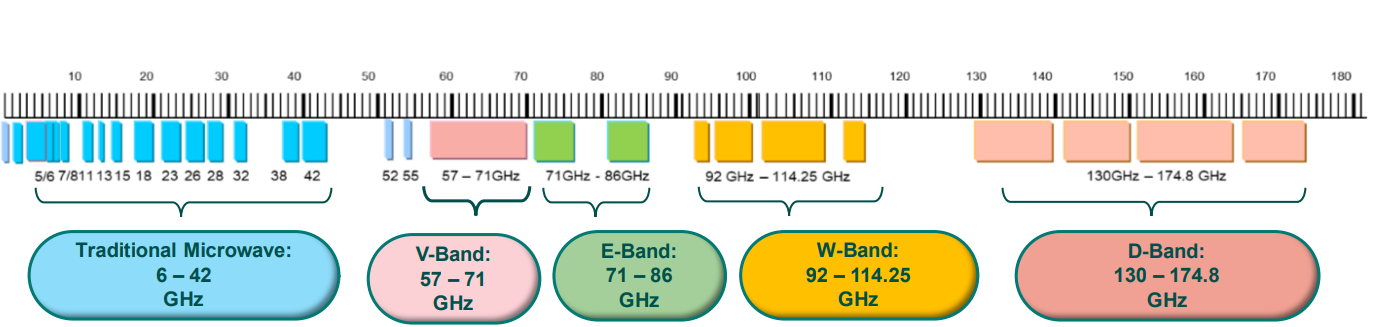 10 20 30 40 50 60 70 80 90 100 110 120 130 140 150 160 170 180
5/6 7/8 11 13 15 18 23 26 28 32 38 42 52 55 57 – 71GHz 71GHz - 86GHz 92 GHz – 114.25 GHz 130GHz – 174.8 GHz
Traditional Microwave:
6 – 42
GHz
V-Band:
57 – 71
GHz
E-Band:
71 – 86
GHz
W-Band:
92 – 114.25
GHz
D-Band:
130 – 174.8
GHz